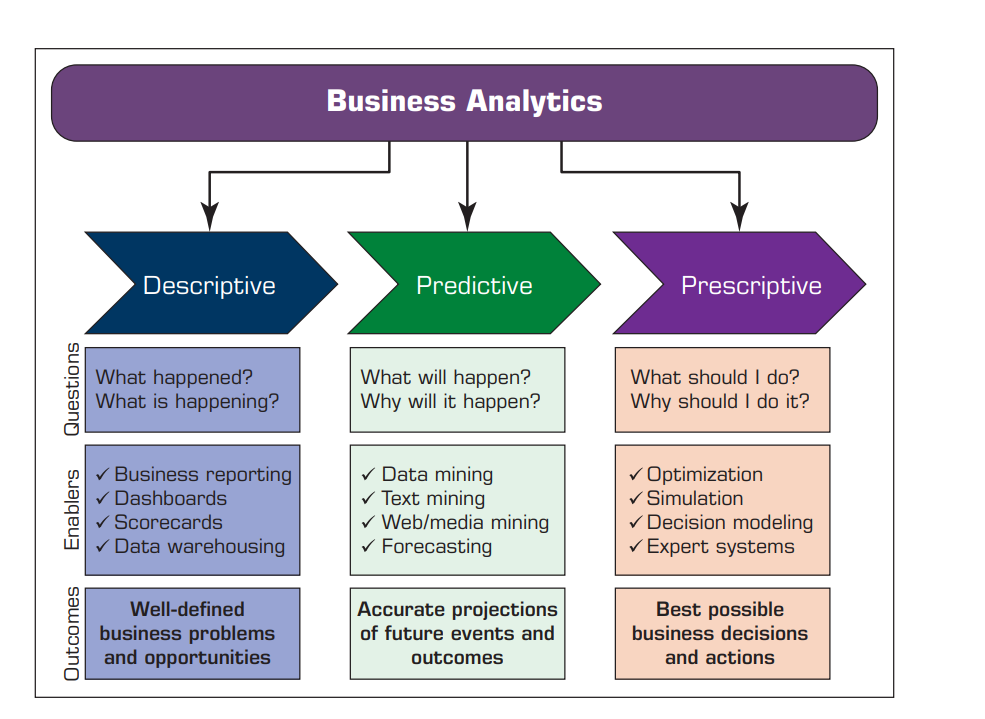 Business Analytics
Descriptive
Predictive
Prescriptive
Questions
What happened?
What is happening?
What will happen?
Why will it happen?
What should I do?
Why should I do it?
Enablers
✓ Business reporting
✓ Dashboards
✓ Scorecards
✓ Data warehousing
✓ Data mining
✓ Text mining
✓ Web/media mining
✓ Forecasting
✓ Optimization
✓ Simulation
✓ Decision modeling
✓ Expert systems
Outcomes
Well-defined
business problems
and opportunities
Accurate projections
of future events and
outcomes
Best possible
business decisions
and actions